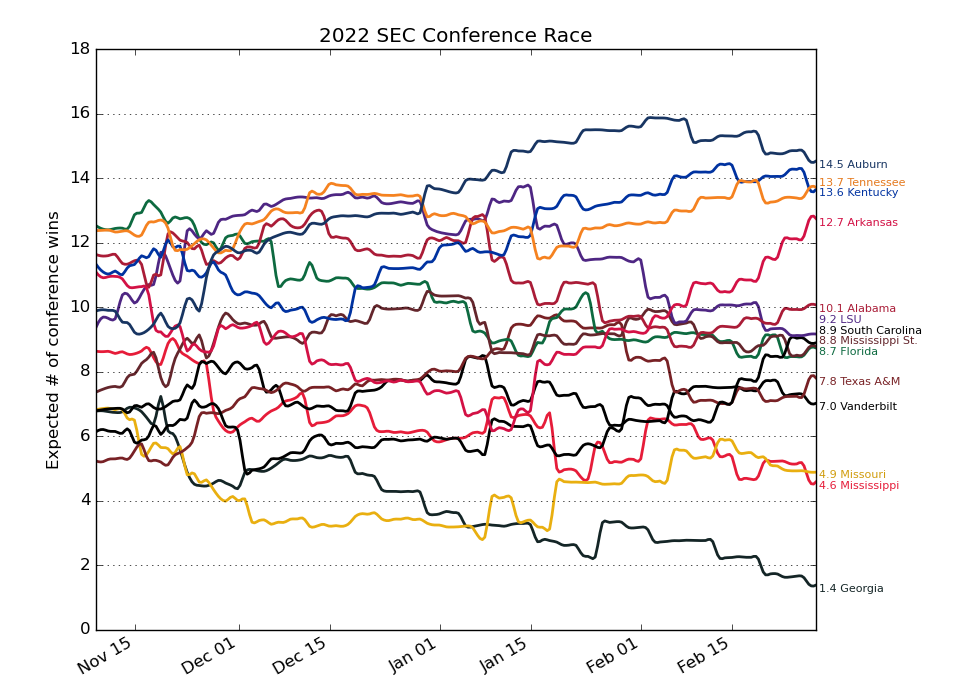 2022 SEC Conference Race
Expected # of conference wins
18
16
14
12
10
8
6
4
2
0
Nov 15
Dec 01
Dec 15
Jan 01
Jan 15
Feb 01
Feb 15
14.5 Auburn
13.7 Tennessee
13.6 Kentucky
12.7 Arkansas
10.1 Alabama
9.2 LSU
8.9 South Carolina
8.8 Mississippi St.
8.7 Florida
7.8 Texas A&M
7.0 Vanderbilt
4.9 Missouri
4.6 Mississippi
1.4 Georgia